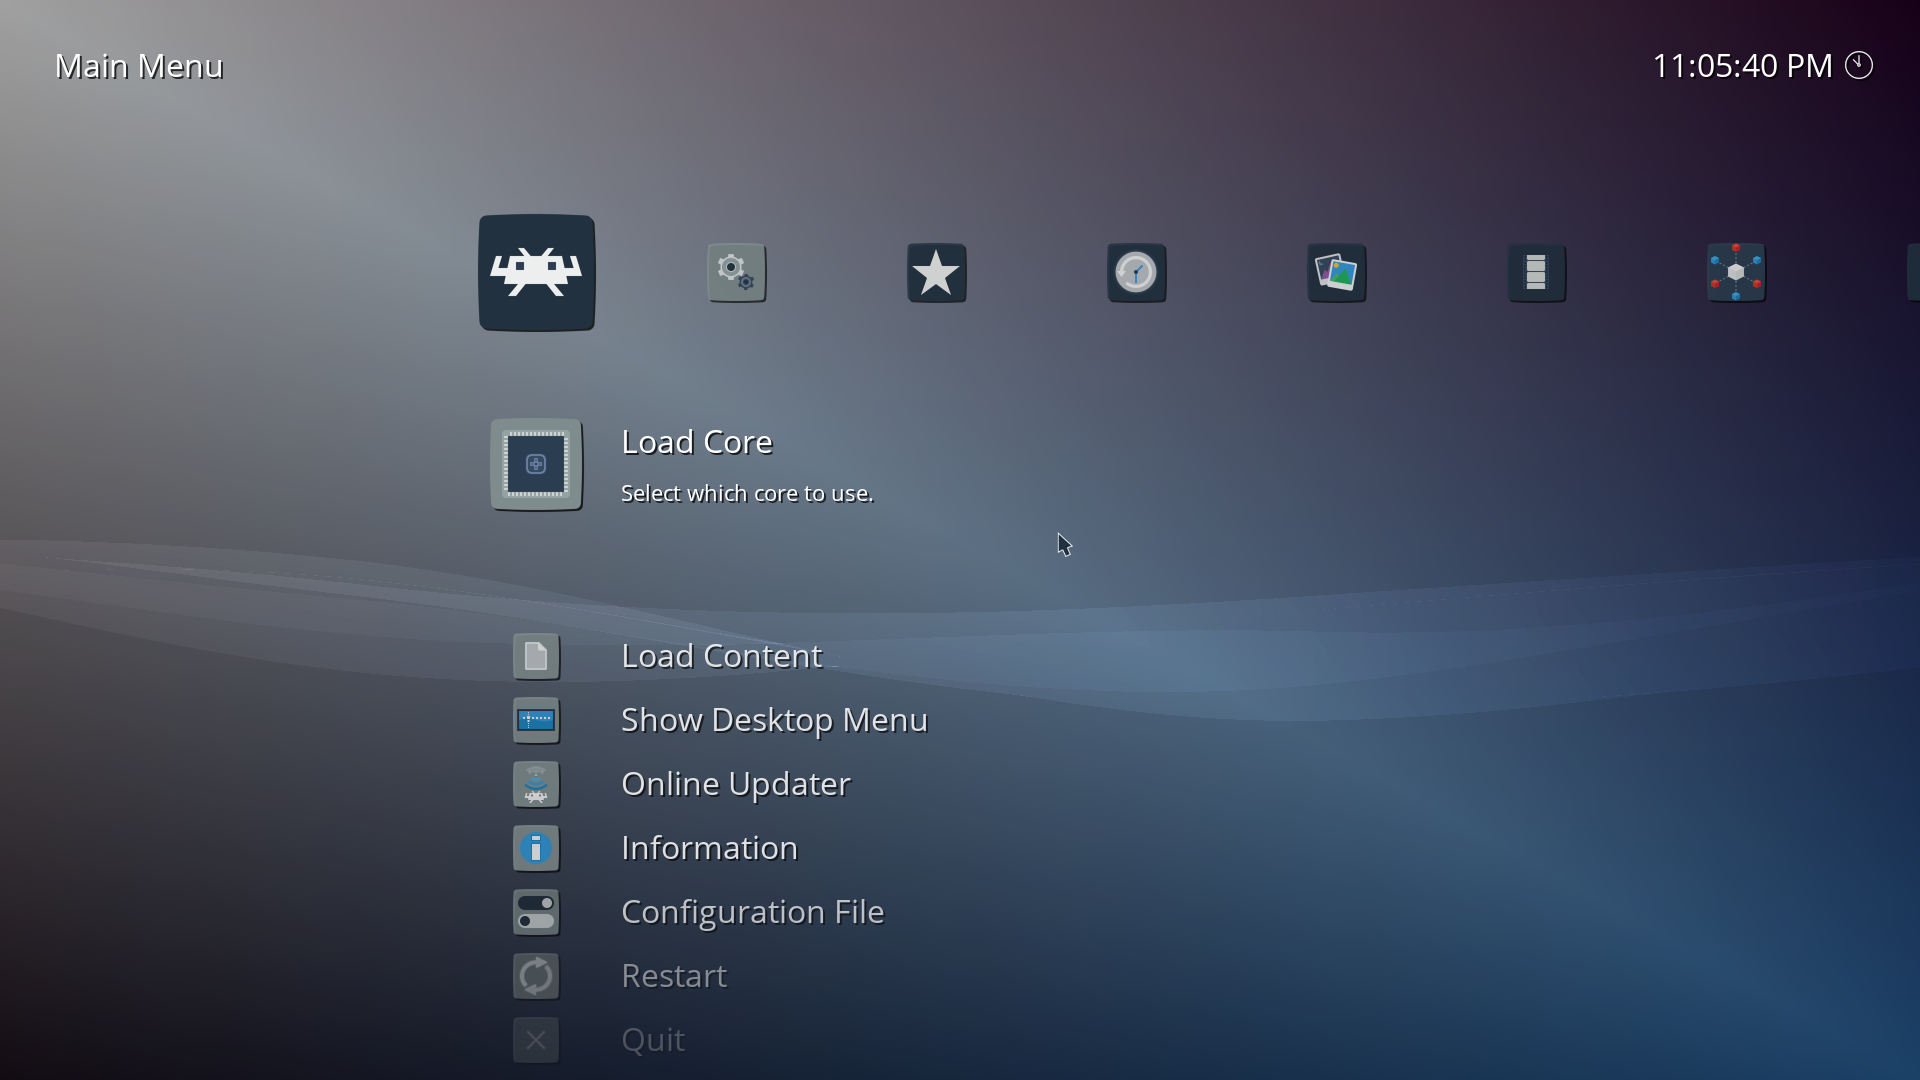 Main Menu
11:05:40 PM
Load Core
Select which core to use.
Load Content
Show Desktop Menu
Online Updater
Information
Configuration File
Restart
Quit